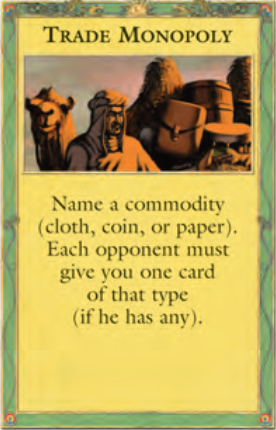 TRADE MONOPOLY
Name a commodity
(cloth, coin, or paper).
Each opponent must
give you one card
of that type
(if he has any).